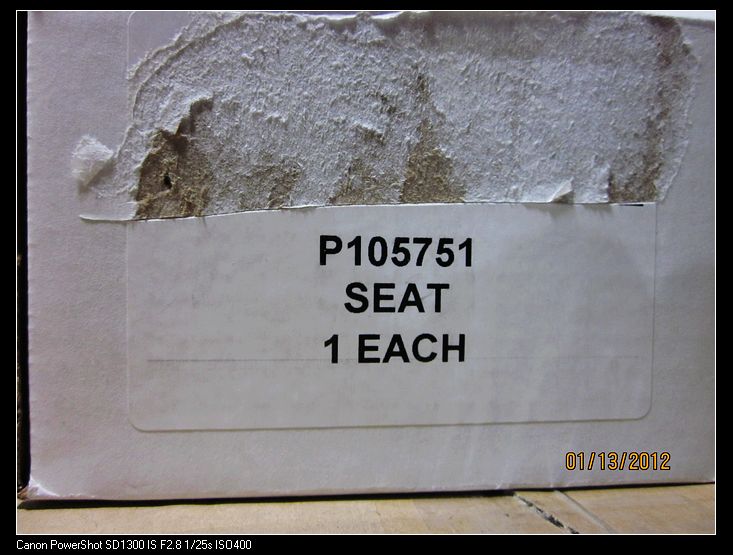 P105751
SEAT
1 EACH
01/13/2012
Canon PowerShot SD1300 IS F2.8 1/25s ISO400